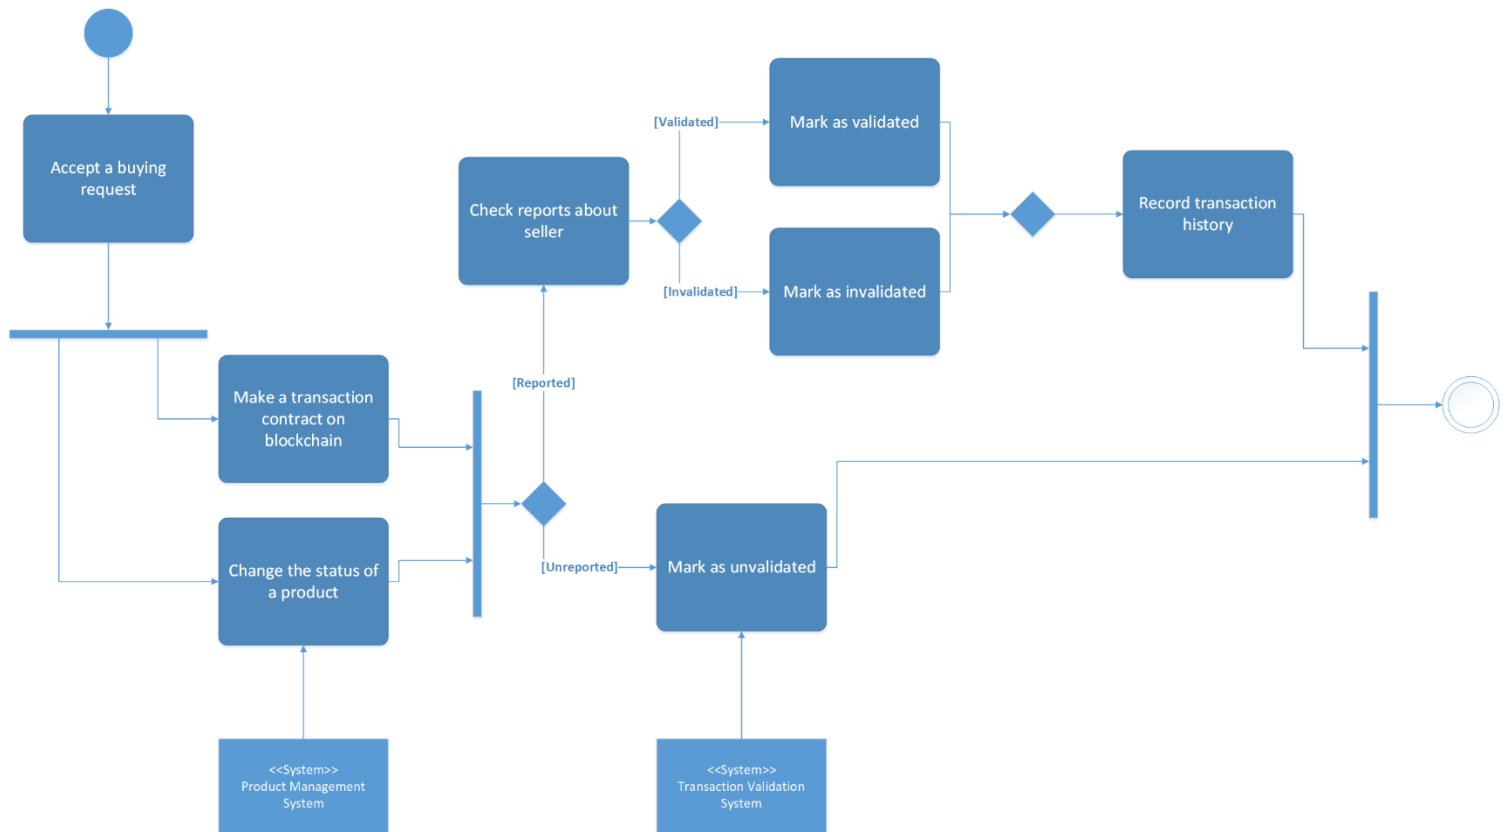 Accept a buying
request
Make a transaction
contract on
blockchain
Change the status of
a product
<<System>>
Product Management
System
Check reports about
seller
[Reported]
[Unreported]
Mark as unvalidated
<<System>>
Transaction Validation
System
[Validated]
[Invalidated]
Mark as validated
Mark as invalidated
Record transaction
history